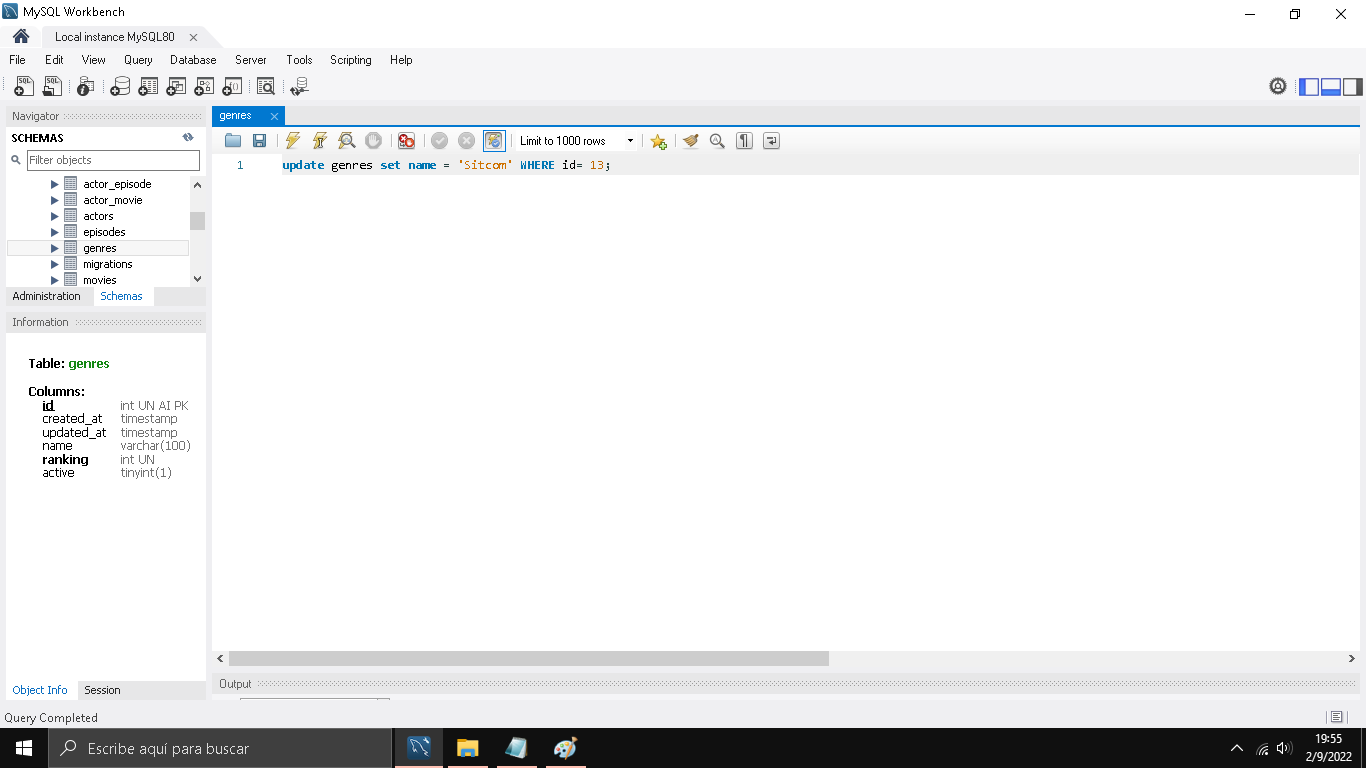 MySQL Workbench
Local instance MySQL80
File Edit View Query Database Server Tools Scripting Help
Navigator
SCHEMAS
Filter objects
actor_episode
actor_movie
actors
episodes
genres
migrations
movies
Administration Schemas
Information
Table: genres
Columns:
id int UN AI PK
created_at timestamp
updated_at timestamp
name varchar(100)
ranking int UN
active tinyint(1)
Object Info Session
genres
Limit to 1000 rows
1 update genres set name = 'Sitcom' WHERE id= 13;
Output
Query Completed
Escribe aquí para buscar
19:55
2/9/2022